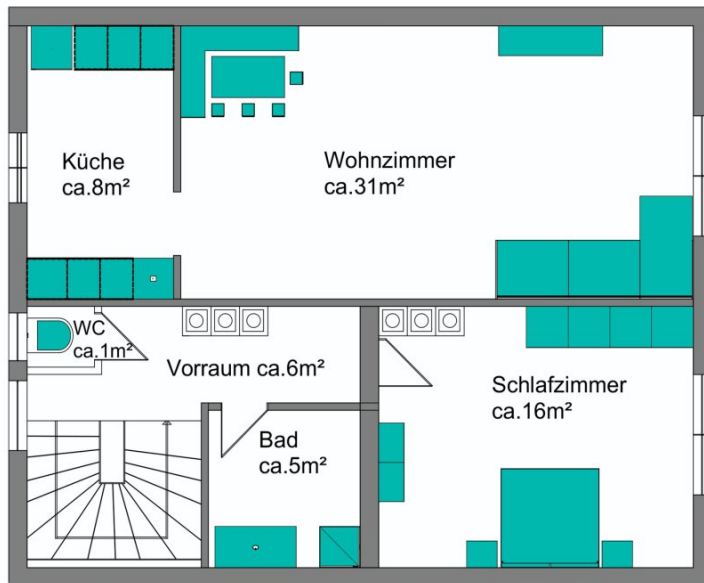 Küche
ca.8m²
Wohnzimmer
ca.31m²
WC
ca.1m²
Vorraum ca.6m²
Schlafzimmer
ca.16m²
Bad
ca.5m²